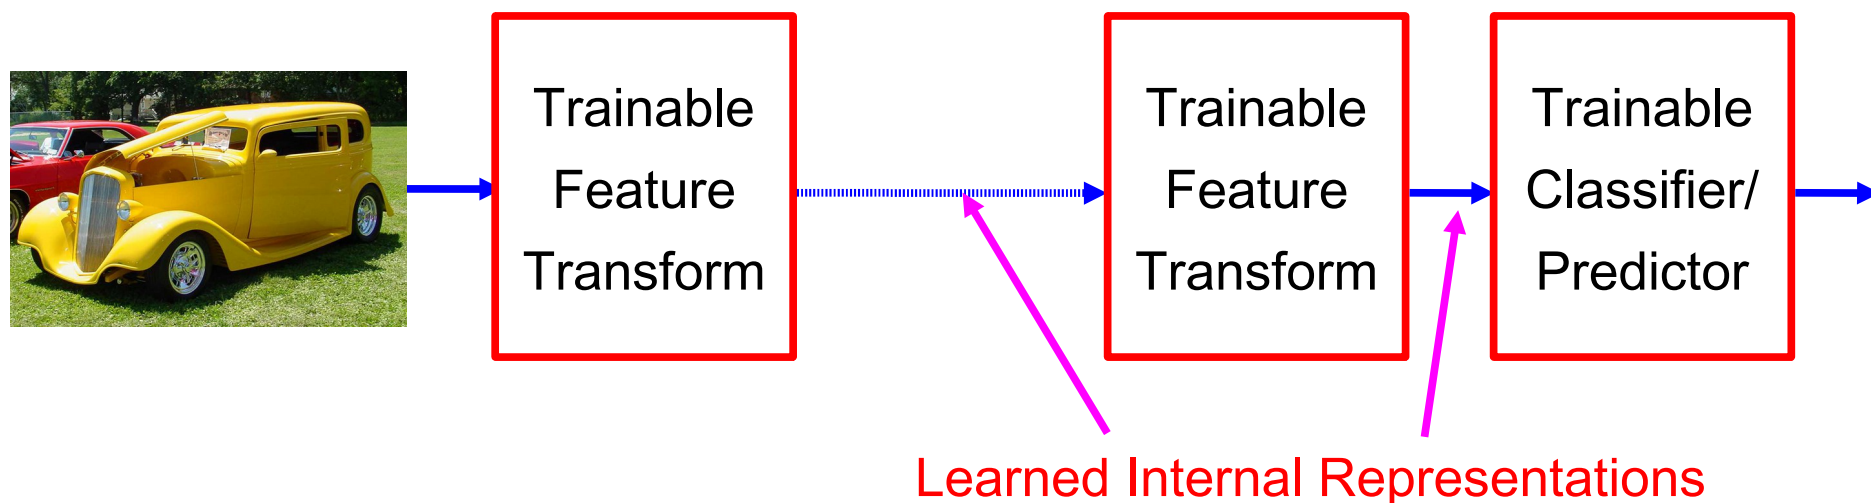 Trainable
Feature
Transform
Trainable
Feature
Transform
Trainable
Classifier/
Predictor
Learned Internal Representations